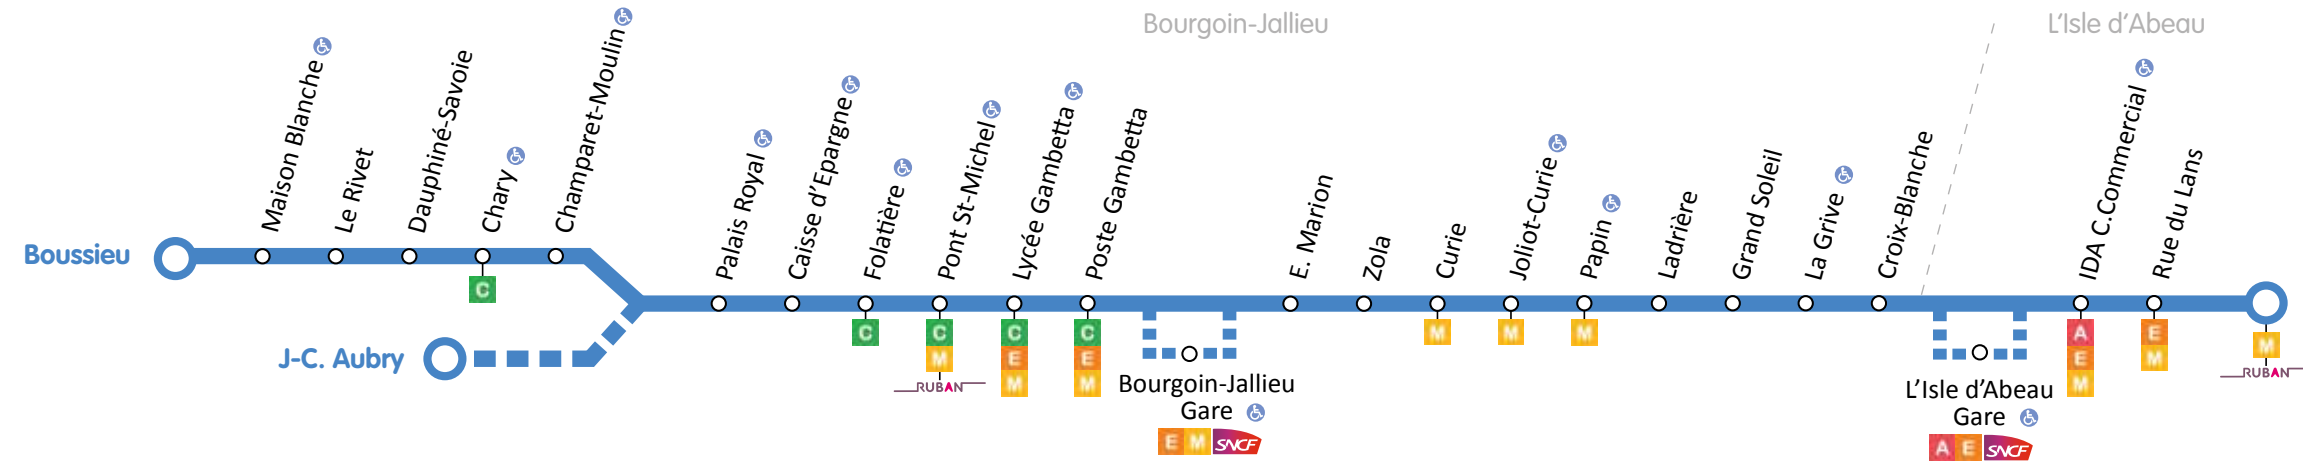 Bourgoin-Jallieu
L'Isle d'Abeau
Boussieu
Maison Blanche
Le Rivet
Dauphiné-Savoie
Chary
C
Champaret-Moulin
J-C. Aubry
Palais Royal
Caisse d'Epargne
Folatière
C
Pont St-Michel
C
M
RUBAN
Lycée Gambetta
C
E
M
Poste Gambetta
C
E
M
Bourgoin-Jallieu
Gare
E M SNCF
E. Marion
Zola
Curie
M
Joliot-Curie
M
Papin
M
Ladrière
Grand Soleil
La Grive
Croix-Blanche
L'Isle d'Abeau
Gare
A E SNCF
IDA C.Commercial
A
E
M
Rue du Lans
E
M
M
RUBAN